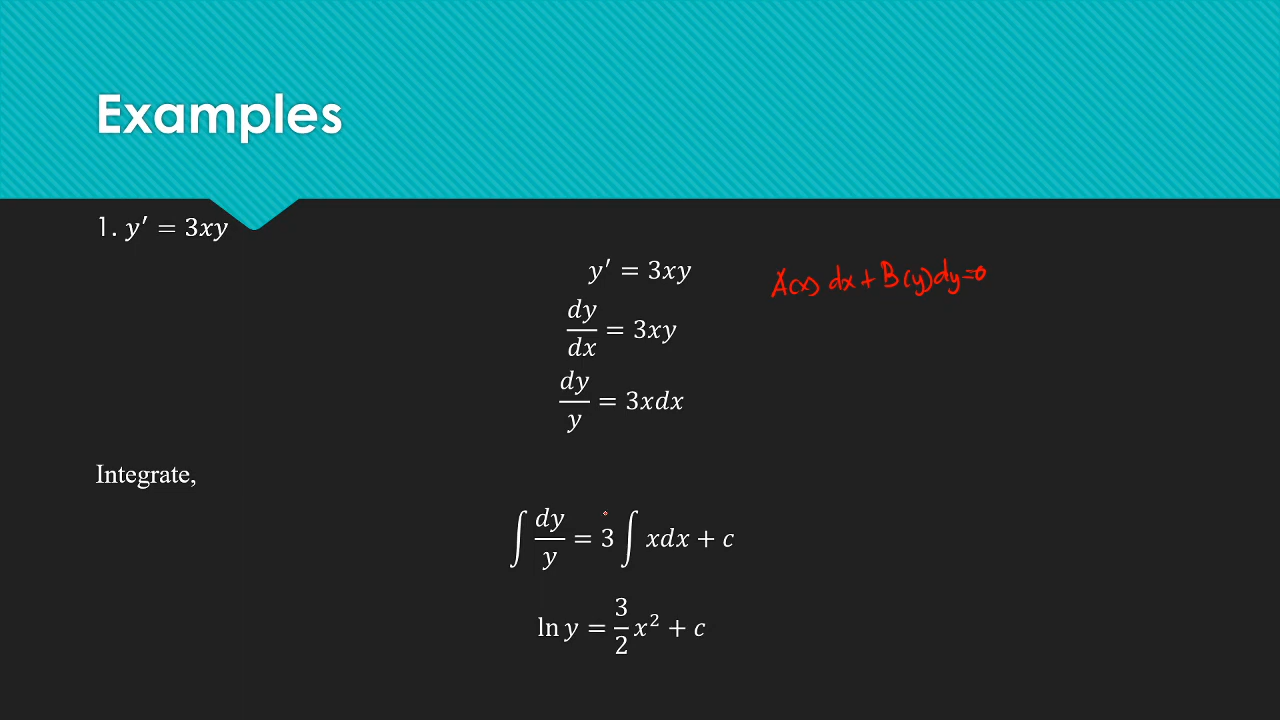 Examples
1. y′ = 3xy
y′ = 3xy
A(x) dx + B(y)dy = 0
dy/dx = 3xy
dy/y = 3xdx
Integrate,
∫ dy/y = 3 ∫ xdx + c
ln y = 3/2 x² + c